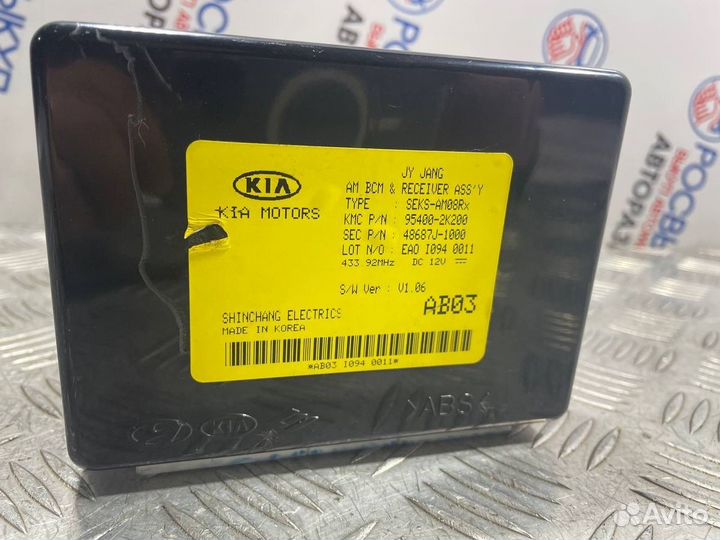 KIA
KIA MOTORS
JY JANG
AM BCM & RECEIVER ASS'Y
TYPE : SEKS-AM08Rx
KMC P/N : 95400-2K200
SEC P/N : 48687J-1000
LOT N/O : EAO I094 0011
433 92MHz DC 12V
S/W Ver : V1.06
SHINCHANG ELECTRICS
MADE IN KOREA
AB03
*AB03 I094 0011*
KIA
>ABS<
Avito